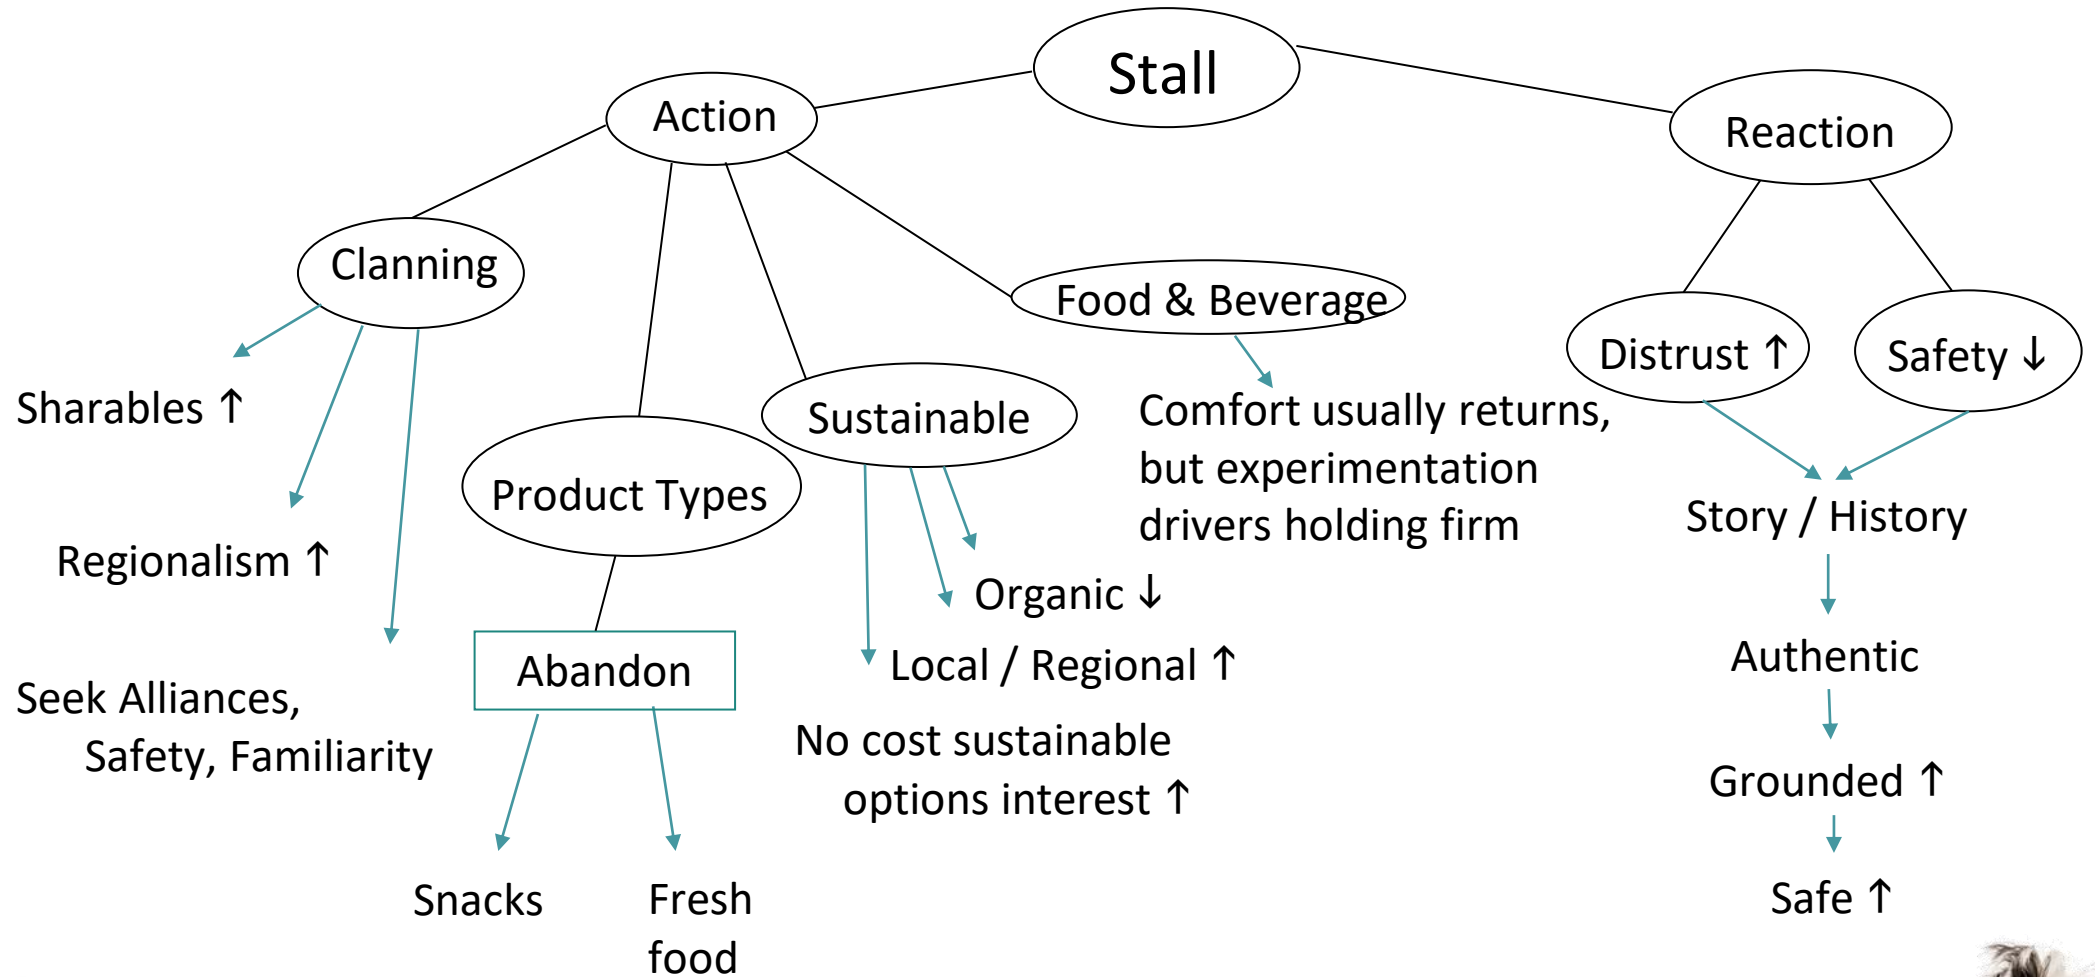 Stall
Action
Reaction
Clanning
Food & Beverage
Distrust ↑
Safety ↓
Sharables ↑
Sustainable
Comfort usually returns,
but experimentation
drivers holding firm
Product Types
Story / History
Regionalism ↑
Organic ↓
Abandon
Local / Regional ↑
Authentic
Seek Alliances,
Safety, Familiarity
No cost sustainable
options interest ↑
Grounded ↑
Snacks
Fresh
food
Safe ↑